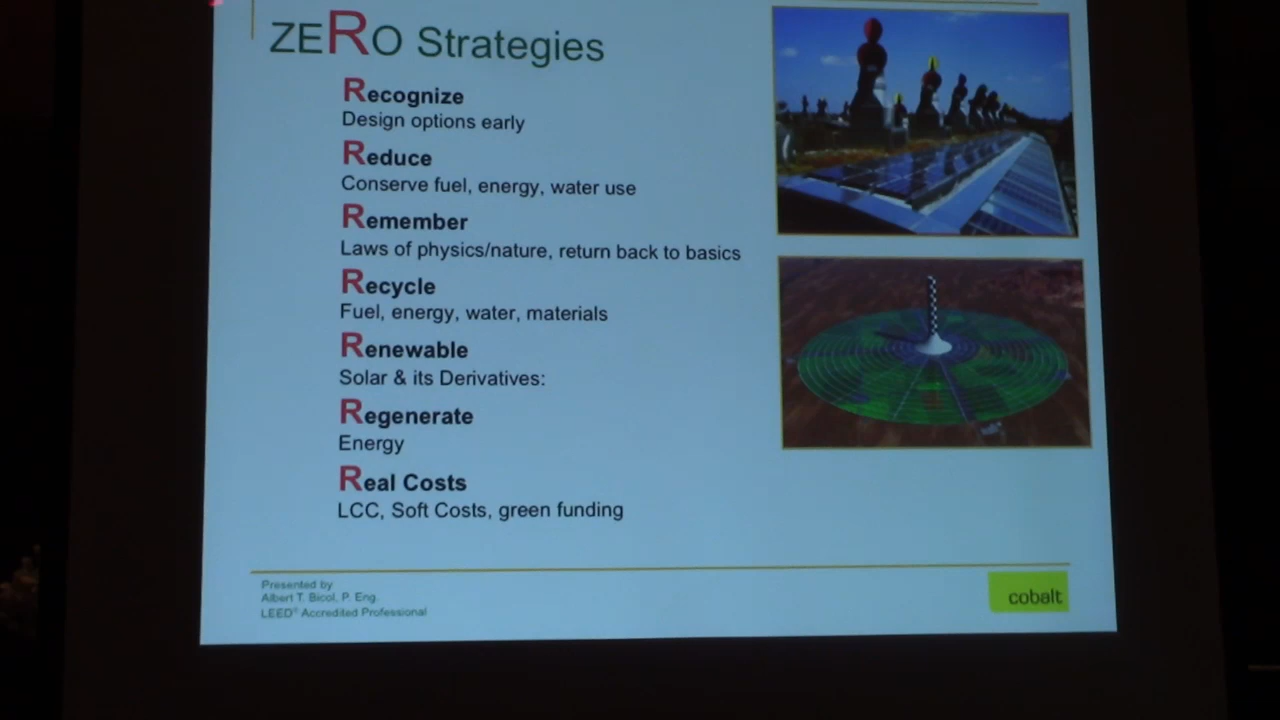 ZERO Strategies
Recognize
Design options early
Reduce
Conserve fuel, energy, water use
Remember
Laws of physics/nature, return back to basics
Recycle
Fuel, energy, water, materials
Renewable
Solar & its Derivatives:
Regenerate
Energy
Real Costs
LCC, Soft Costs, green funding
Presented by
Albert T. Bicol, P. Eng.
LEED® Accredited Professional
cobalt